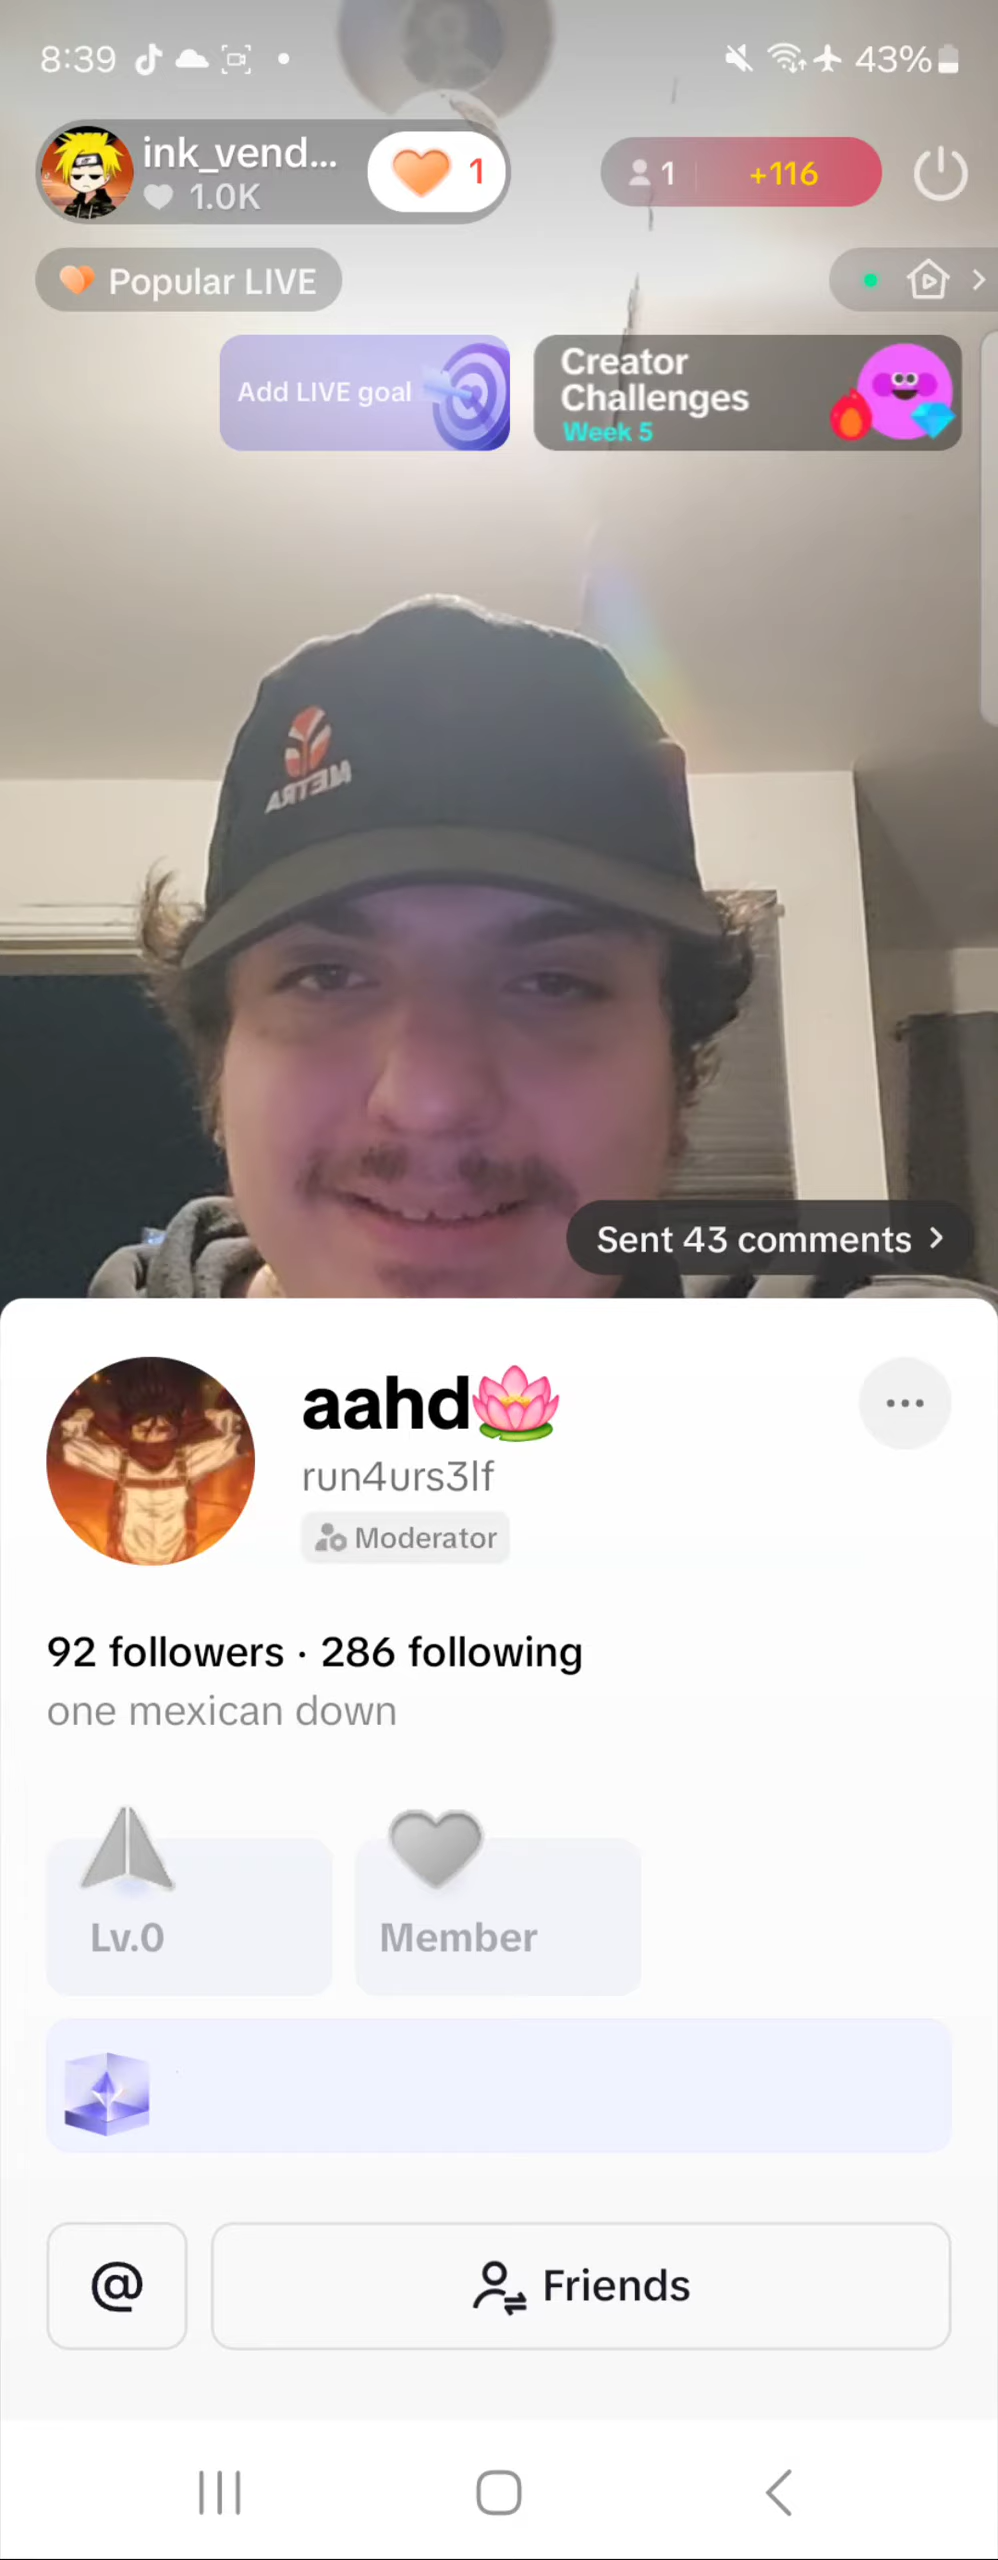 8:39
43%
ink_vend...
1.0K
1
1
+116
Popular LIVE
Add LIVE goal
Creator
Challenges
Week 5
METRA
Sent 43 comments
aahd🪷
run4urs3lf
Moderator
92 followers · 286 following
one mexican down
Lv.0
Member
@
Friends